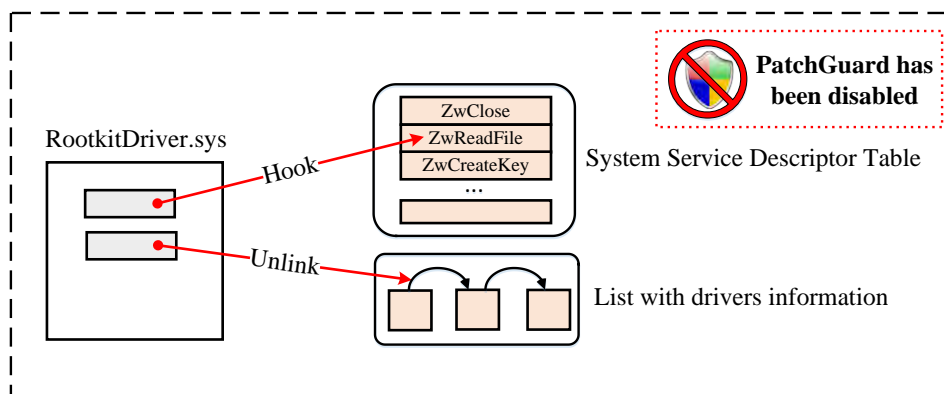 PatchGuard has
been disabled
RootkitDriver.sys
Hook
Unlink
ZwClose
ZwReadFile
ZwCreateKey
...
System Service Descriptor Table
List with drivers information